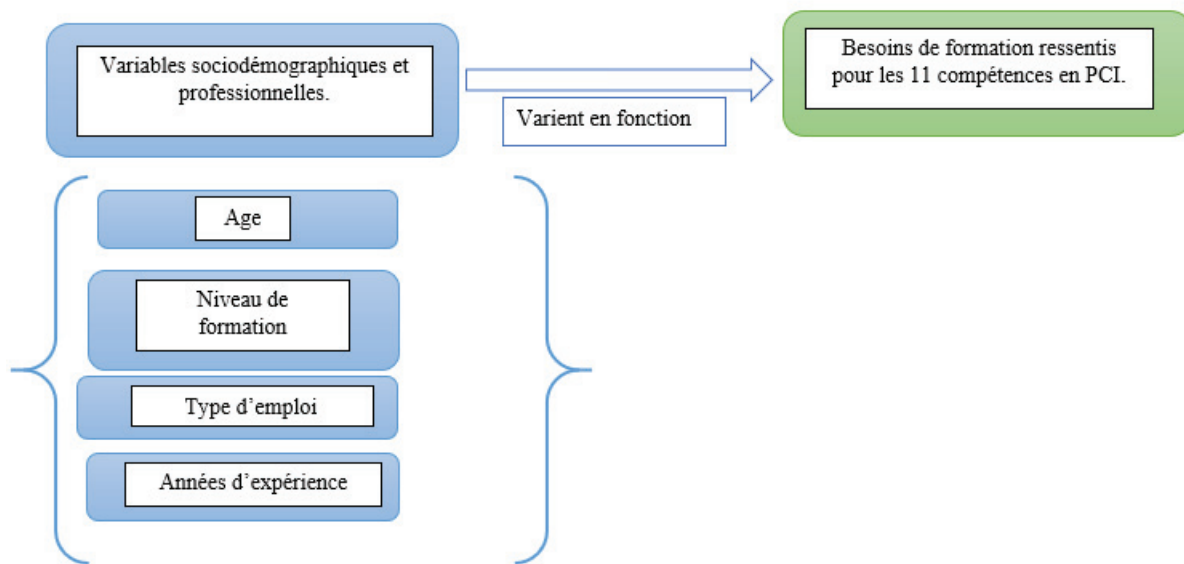 Variables sociodémographiques et
professionnelles.
Varient en fonction
Besoins de formation ressentis
pour les 11 compétences en PCI.
Age
Niveau de
formation
Type d’emploi
Années d’expérience